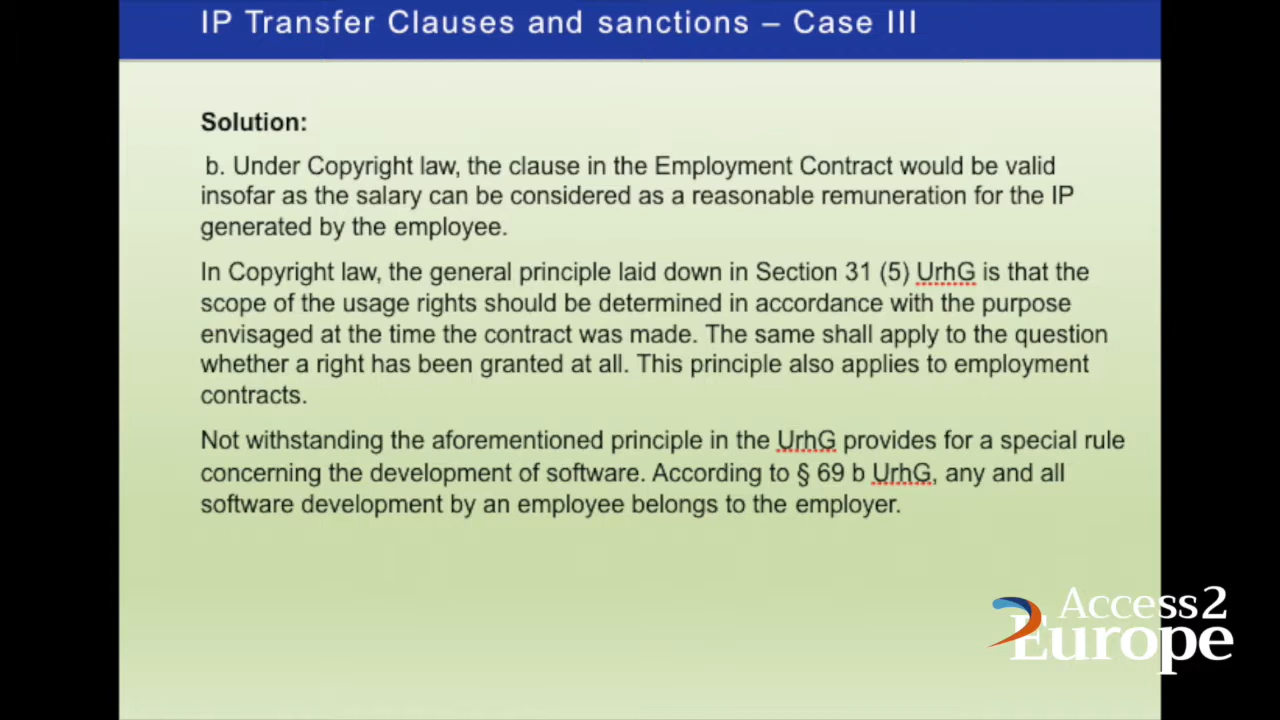 IP Transfer Clauses and sanctions – Case III
Solution:
b. Under Copyright law, the clause in the Employment Contract would be valid
insofar as the salary can be considered as a reasonable remuneration for the IP
generated by the employee.
In Copyright law, the general principle laid down in Section 31 (5) UrhG is that the
scope of the usage rights should be determined in accordance with the purpose
envisaged at the time the contract was made. The same shall apply to the question
whether a right has been granted at all. This principle also applies to employment
contracts.
Not withstanding the aforementioned principle in the UrhG provides for a special rule
concerning the development of software. According to § 69 b UrhG, any and all
software development by an employee belongs to the employer.
Access2
Europe